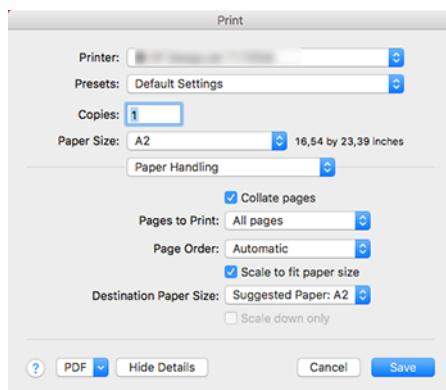 Print
Printer:
Presets: Default Settings
Copies: 1
Paper Size: A2 16,54 by 23,39 inches
Paper Handling
Collate pages
Pages to Print: All pages
Page Order: Automatic
Scale to fit paper size
Destination Paper Size: Suggested Paper: A2
Scale down only
? PDF Hide Details Cancel Save